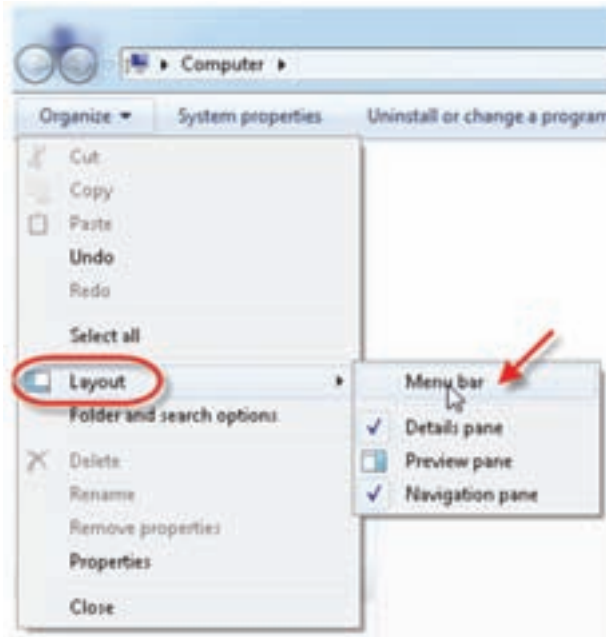 Computer
Organize System properties Uninstall or change a program
Cut
Copy
Paste
Undo
Redo
Select all
Layout
Folder and search options
Delete
Rename
Remove properties
Properties
Close
Menu bar
Details pane
Preview pane
Navigation pane